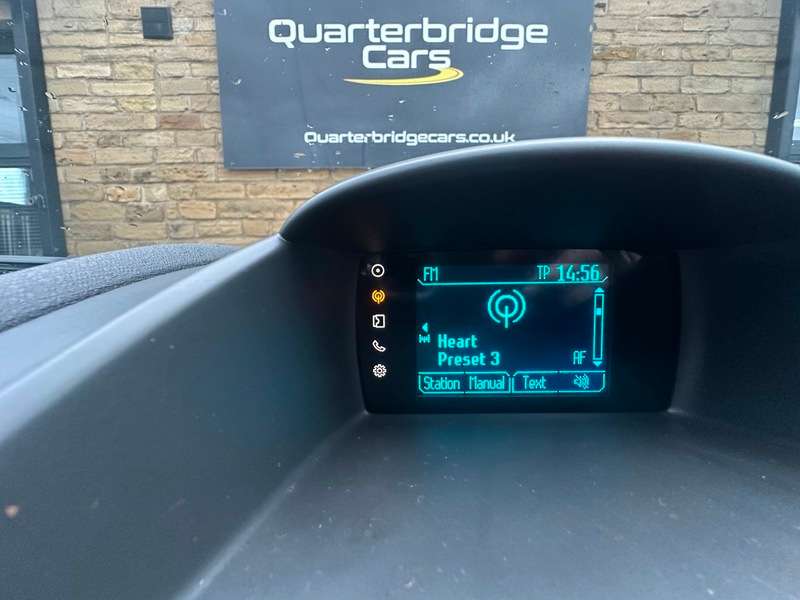 Quarterbridge
Cars
Quarterbridgecars.co.uk
FM TP 14:56
Heart
Preset 3 AF
Station Manual Text